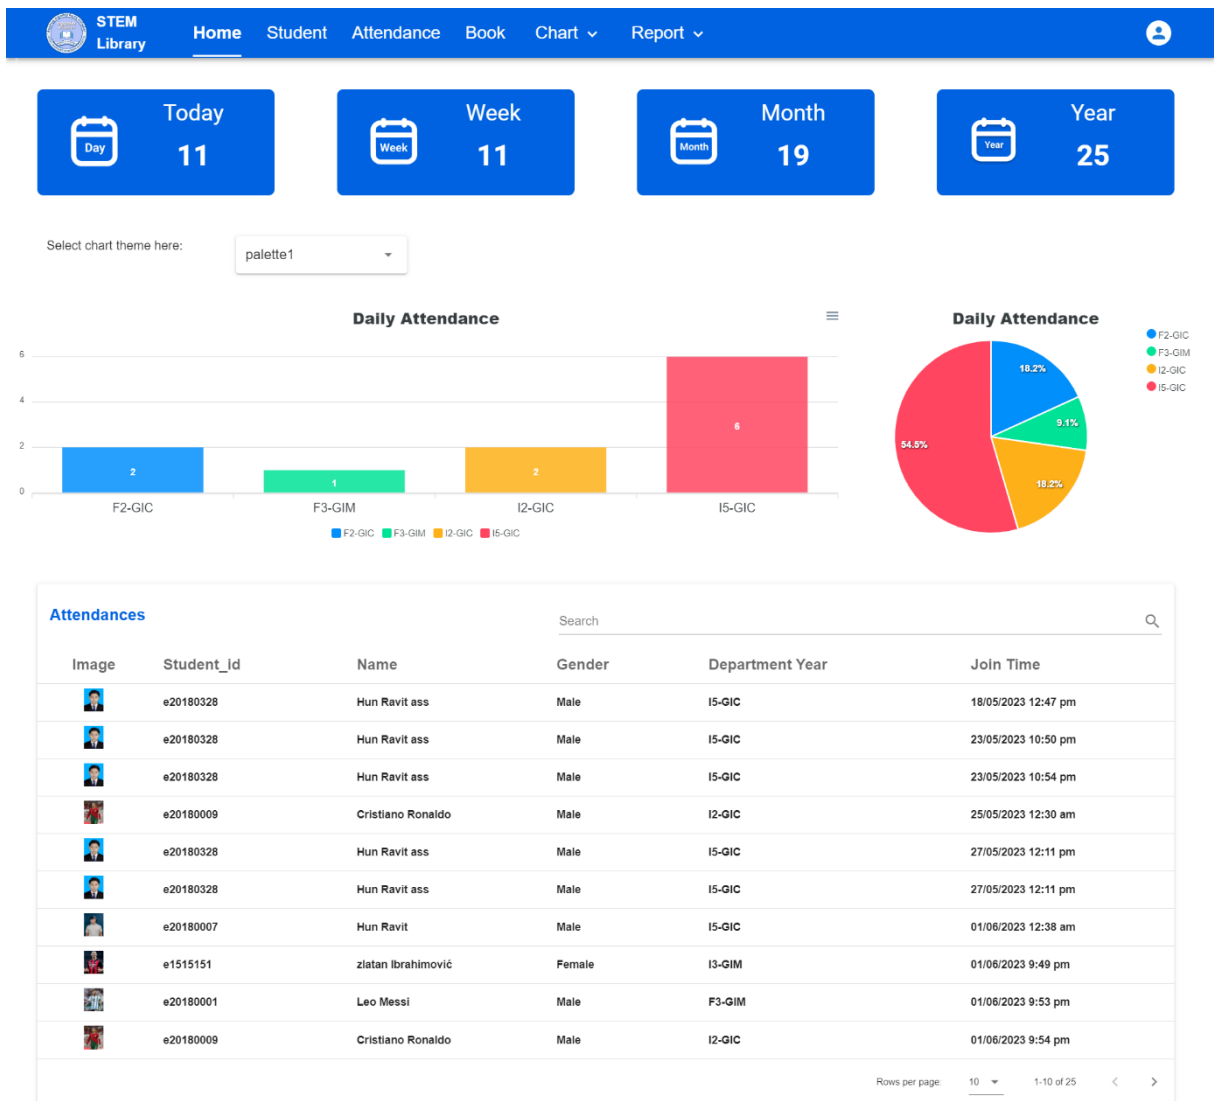 STEM
Library
Home Student Attendance Book Chart Report
Today
Day
11
Week
Week
11
Month
Month
19
Year
Year
25
Select chart theme here:
palette1
Daily Attendance
6
4
2
0
2
1
2
6
F2-GIC F3-GIM I2-GIC I5-GIC
F2-GIC F3-GIM I2-GIC I5-GIC
Daily Attendance
18.2%
9.1%
18.2%
54.5%
F2-GIC
F3-GIM
I2-GIC
I5-GIC
Attendances
Search
Image Student_id Name Gender Department Year Join Time
e20180328 Hun Ravit ass Male I5-GIC 18/05/2023 12:47 pm
e20180328 Hun Ravit ass Male I5-GIC 23/05/2023 10:50 pm
e20180328 Hun Ravit ass Male I5-GIC 23/05/2023 10:54 pm
e20180009 Cristiano Ronaldo Male I2-GIC 25/05/2023 12:30 am
e20180328 Hun Ravit ass Male I5-GIC 27/05/2023 12:11 pm
e20180328 Hun Ravit ass Male I5-GIC 27/05/2023 12:11 pm
e20180007 Hun Ravit Male I5-GIC 01/06/2023 12:38 am
e1515151 zlatan Ibrahimović Female I3-GIM 01/06/2023 9:49 pm
e20180001 Leo Messi Male F3-GIM 01/06/2023 9:53 pm
e20180009 Cristiano Ronaldo Male I2-GIC 01/06/2023 9:54 pm
Rows per page: 10 1-10 of 25